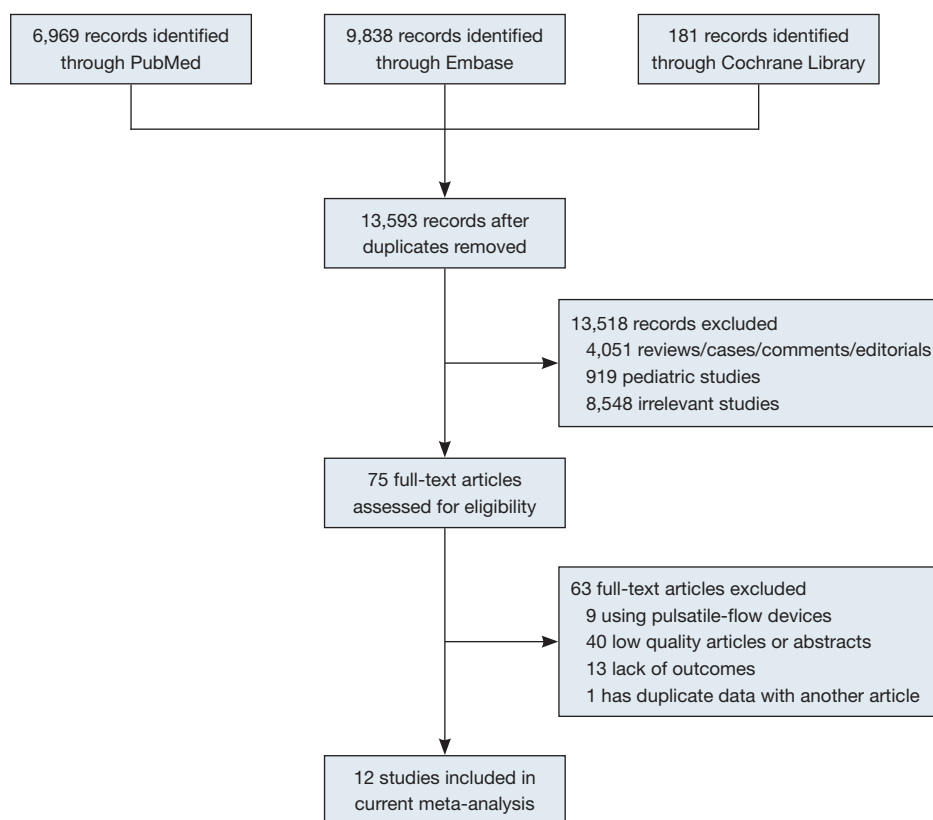 6,969 records identified
through PubMed
9,838 records identified
through Embase
181 records identified
through Cochrane Library
13,593 records after
duplicates removed
13,518 records excluded
4,051 reviews/cases/comments/editorials
919 pediatric studies
8,548 irrelevant studies
75 full-text articles
assessed for eligibility
63 full-text articles excluded
9 using pulsatile-flow devices
40 low quality articles or abstracts
13 lack of outcomes
1 has duplicate data with another article
12 studies included in
current meta-analysis